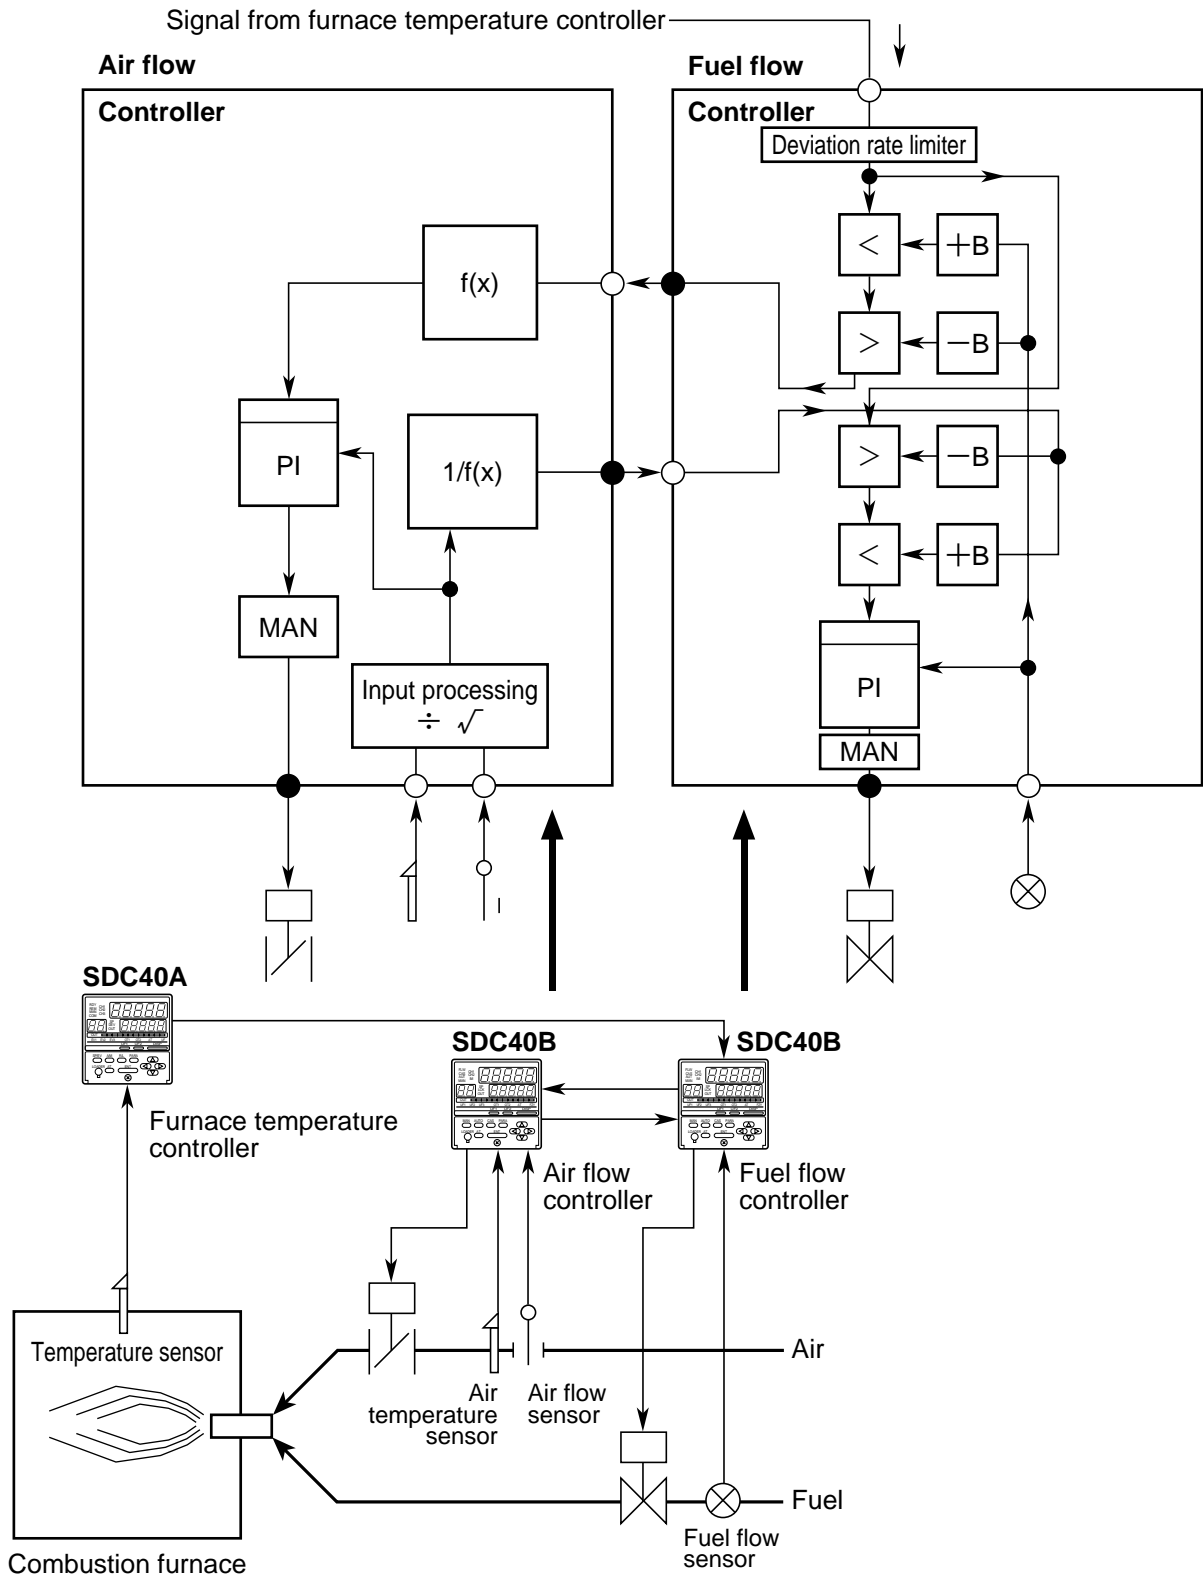 Signal from furnace temperature controller
Air flow
Controller
Fuel flow
Controller
Deviation rate limiter
<
+B
f(x)
>
−B
PI
1/f(x)
>
−B
<
+B
MAN
Input processing
÷ √
PI
MAN
SDC40A
SDC40B
SDC40B
Furnace temperature
controller
Air flow
controller
Fuel flow
controller
Temperature sensor
Air
Air
temperature
sensor
Air flow
sensor
Fuel
Fuel flow
sensor
Combustion furnace